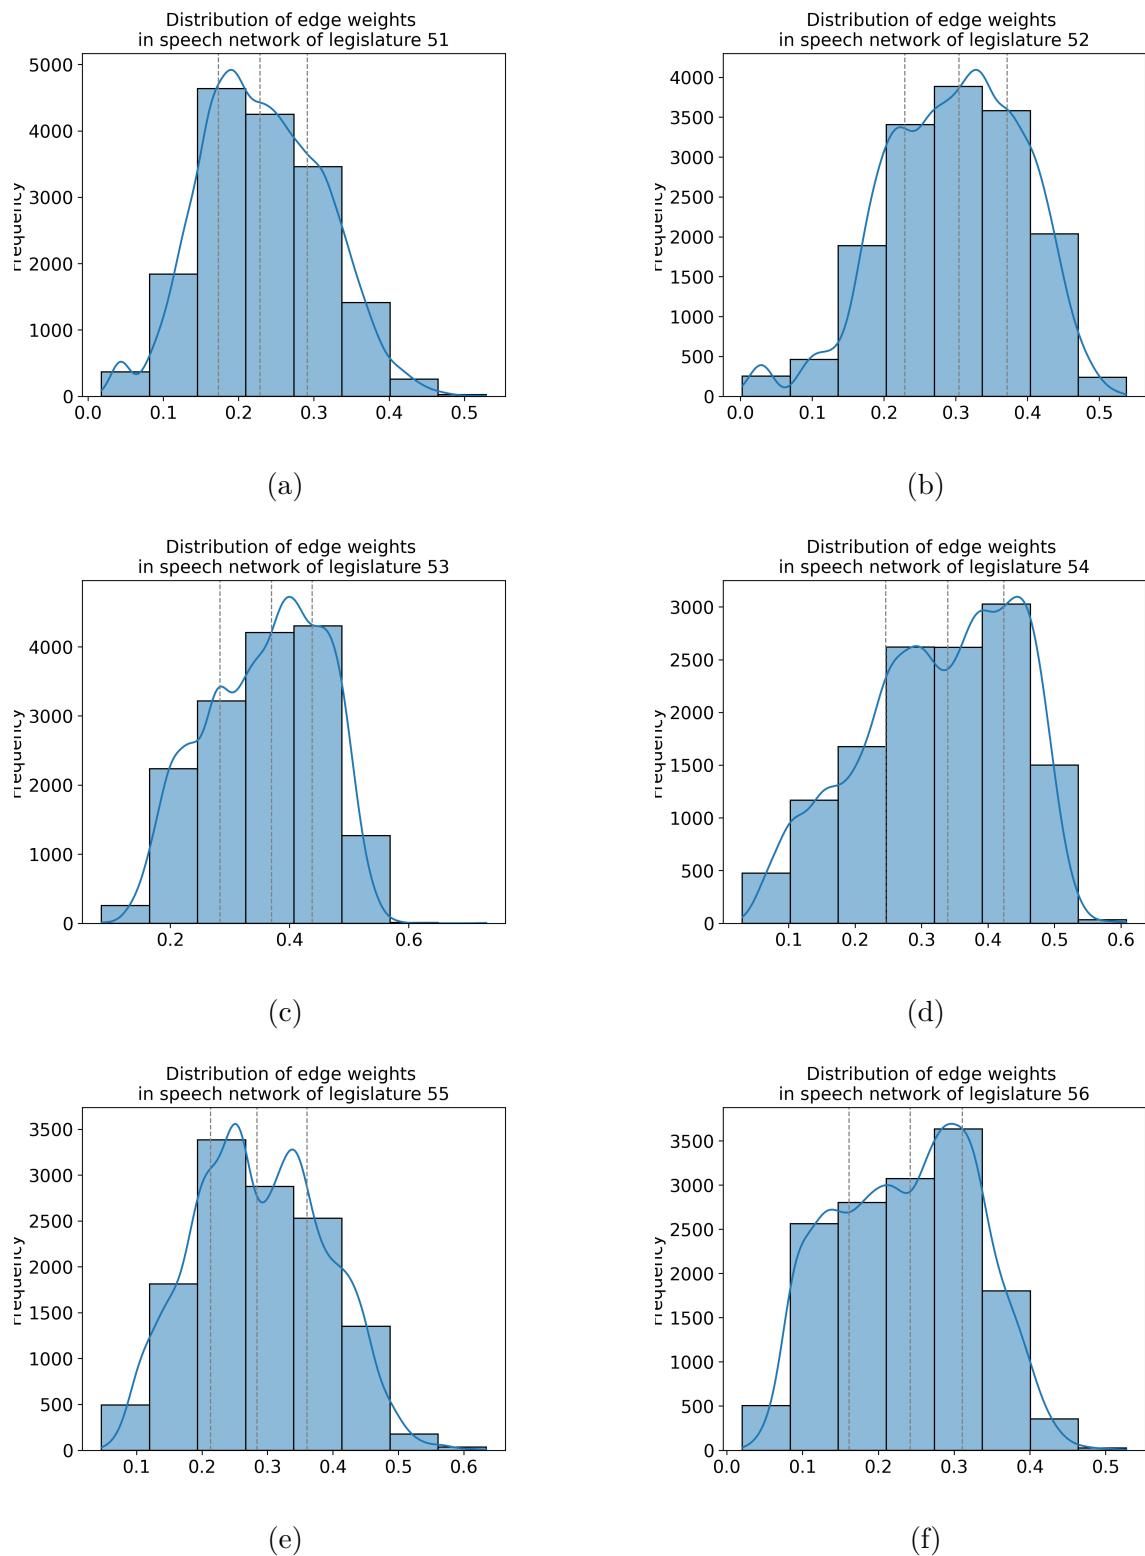 Distribution of edge weights
in speech network of legislature 51
5000
4000
3000
2000
1000
0
Frequency
0.0 0.1 0.2 0.3 0.4 0.5
(a)
Distribution of edge weights
in speech network of legislature 52
4000
3500
3000
2500
2000
1500
1000
500
0
Frequency
0.0 0.1 0.2 0.3 0.4 0.5
(b)
Distribution of edge weights
in speech network of legislature 53
4000
3000
2000
1000
0
Frequency
0.2 0.4 0.6
(c)
Distribution of edge weights
in speech network of legislature 54
3000
2500
2000
1500
1000
500
0
Frequency
0.1 0.2 0.3 0.4 0.5 0.6
(d)
Distribution of edge weights
in speech network of legislature 55
3500
3000
2500
2000
1500
1000
500
0
Frequency
0.1 0.2 0.3 0.4 0.5 0.6
(e)
Distribution of edge weights
in speech network of legislature 56
3500
3000
2500
2000
1500
1000
500
0
Frequency
0.0 0.1 0.2 0.3 0.4 0.5
(f)